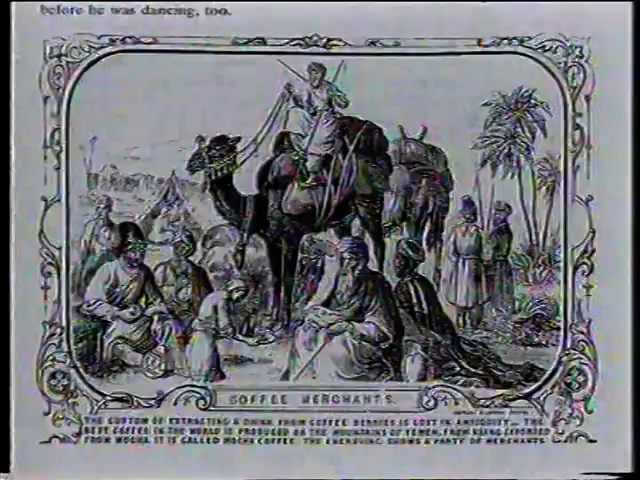 before he was dancing, too.
COFFEE MERCHANTS.
THE CUSTOM OF EXTRACTING A DRINK FROM COFFEE BERRIES IS LOST IN ANTIQUITY... THE
BEST COFFEE IN THE WORLD IS PRODUCED ON THE MOUNTAINS OF YEMEN, FROM BEING EXPORTED
FROM MOCHA IT IS CALLED MOCHA COFFEE. THE ENGRAVING SHOWS A PARTY OF MERCHANTS